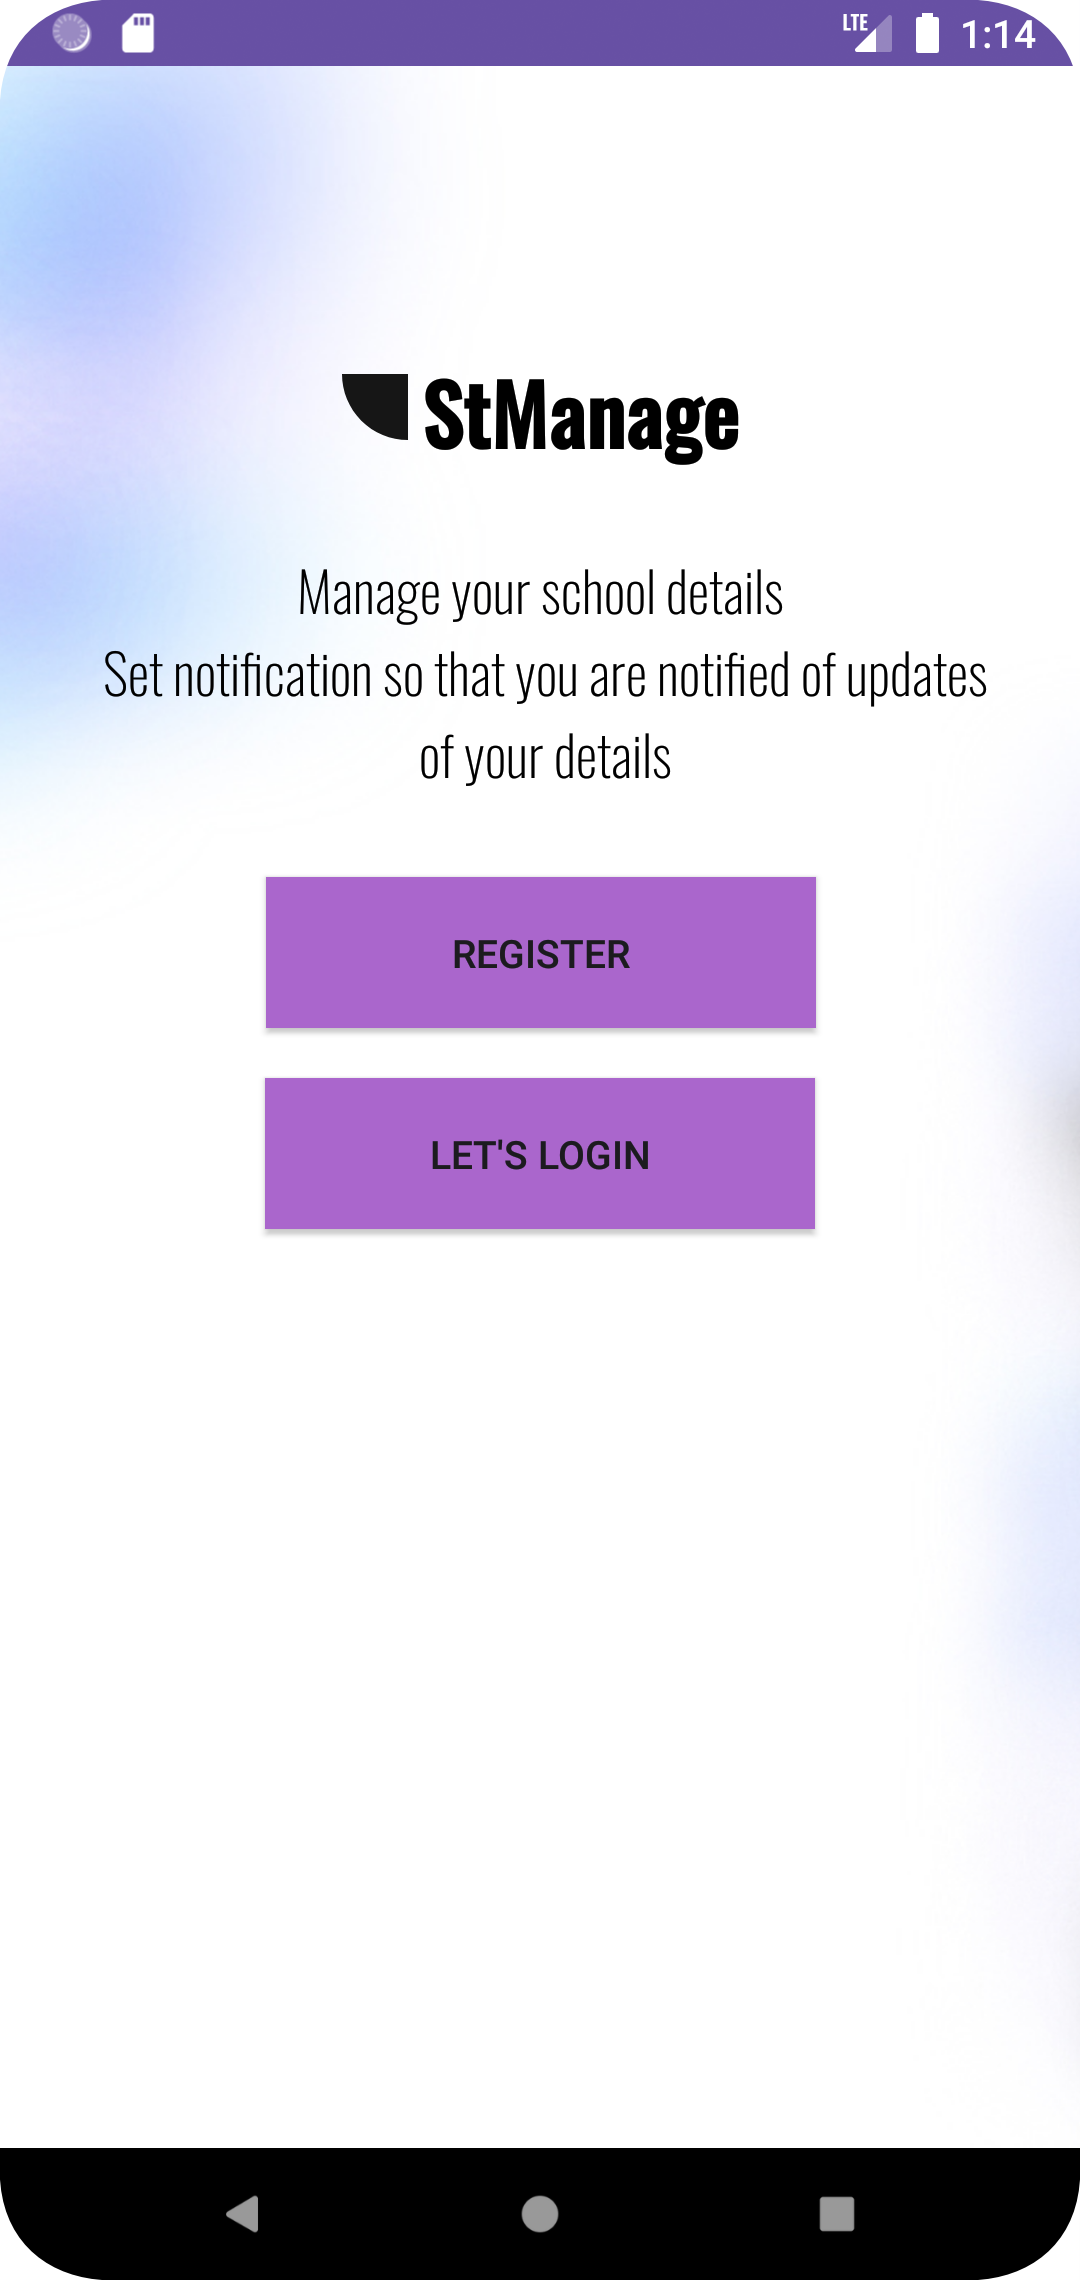 LTE 1:14
StManage
Manage your school details
Set notification so that you are notified of updates
of your details
REGISTER
LET'S LOGIN